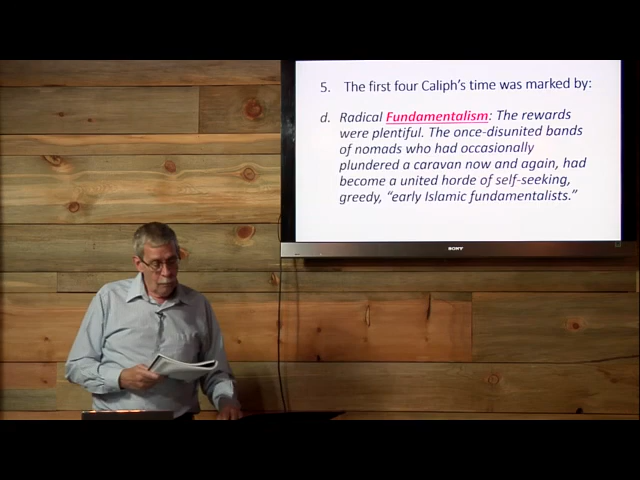 5. The first four Caliph's time was marked by:
d. Radical Fundamentalism: The rewards
were plentiful. The once-disunited bands
of nomads who had occasionally
plundered a caravan now and again, had
become a united horde of self-seeking,
greedy, “early Islamic fundamentalists.”
SONY